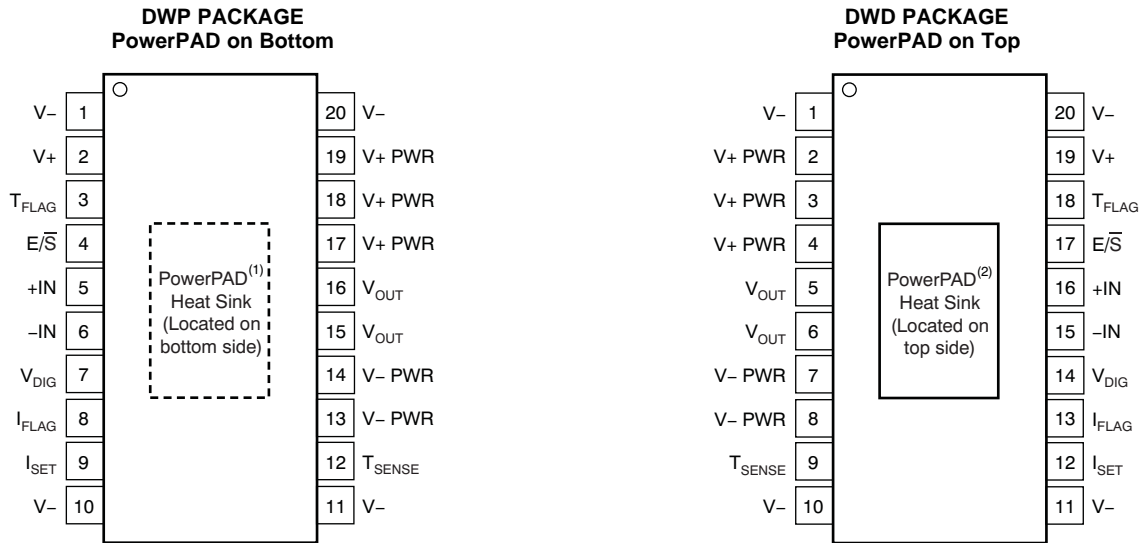 DWP PACKAGE
PowerPAD on Bottom
V− 1
V+ 2
TFLAG 3
E/S̅ 4
+IN 5
−IN 6
VDIG 7
IFLAG 8
ISET 9
V− 10
PowerPAD(1)
Heat Sink
(Located on
bottom side)
20 V−
19 V+ PWR
18 V+ PWR
17 V+ PWR
16 VOUT
15 VOUT
14 V− PWR
13 V− PWR
12 TSENSE
11 V−
DWD PACKAGE
PowerPAD on Top
V− 1
V+ PWR 2
V+ PWR 3
V+ PWR 4
VOUT 5
VOUT 6
V− PWR 7
V− PWR 8
TSENSE 9
V− 10
PowerPAD(2)
Heat Sink
(Located on
top side)
20 V−
19 V+
18 TFLAG
17 E/S̅
16 +IN
15 −IN
14 VDIG
13 IFLAG
12 ISET
11 V−